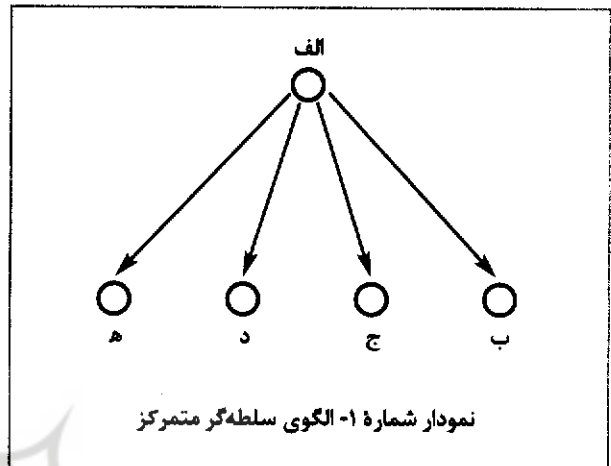 الف
ب
ج
د
ه
نمودار شمارهٔ ۱- الگوی سلطه‌گر متمرکز